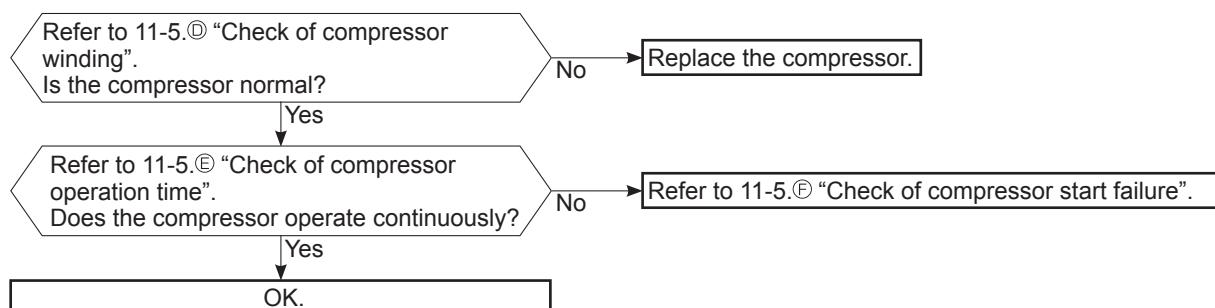 Refer to 11-5.Ⓓ “Check of compressor
winding”.
Is the compressor normal?
No
Replace the compressor.
Yes
Refer to 11-5.Ⓔ “Check of compressor
operation time”.
Does the compressor operate continuously?
No
Refer to 11-5.Ⓕ “Check of compressor start failure”.
Yes
OK.